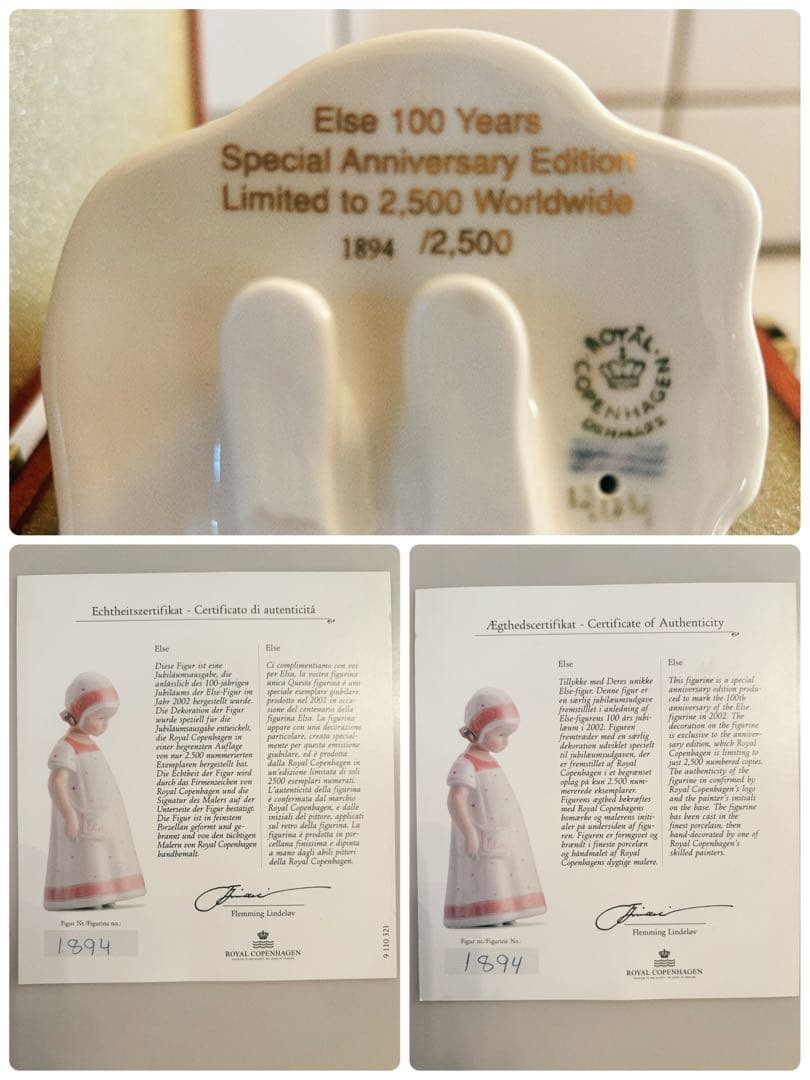 Else 100 Years
Special Anniversary Edition
Limited to 2,500 Worldwide
1894 /2,500
ROYAL
COPENHAGEN
DENMARK
Echtheitszertifikat - Certificato di autenticitá
Else
Diese Figur ist eine
Jubiläumsausgabe, die
anlässlich des 100-jährigen
Jubiläums der Else-Figur im
Jahr 2002 hergestellt wurde.
Die Dekoration der Figur
wurde speziell für die
Jubiläumsausgabe entwickelt,
die Royal Copenhagen in
einer begrenzten Auflage
von nur 2.500 nummerierten
Exemplaren hergestellt hat.
Die Echtheit der Figur wird
durch das Firmenzeichen von
Royal Copenhagen und die
Signatur des Malers auf der
Unterseite der Figur bestätigt.
Die Figur ist in feinstem
Porzellan geformt und ge-
brannt und von den tüchtigen
Malern von Royal Copenhagen
handbemalt.
Else
Ci complimentiamo con voi
per Elsa, la vostra figurina
unica Questa figurina è uno
speciale esemplare giubilare,
prodotto nel 2002 in occa-
sione del centenario della
figurina Elsa. La figurina
appare con una decorazione
particolare, creata special-
mente per questa emissione
giubilare, ed è prodotta
dalla Royal Copenhagen in
un'edizione limitata di soli
2500 esemplari numerati.
L'autenticità della figurina
è confermata dal marchio
Royal Copenhagen, e dalle
iniziali del pittore, applicati
sul retro della figurina. La
figurina è prodotta in por-
cellana finissima e dipinta
a mano dagli abili pittori
della Royal Copenhagen.
Flemming Lindeløv
Figur Nr./Figurina no.:
1894
ROYAL COPENHAGEN
9 110 321
Ægthedscertifikat - Certificate of Authenticity
Else
Tillykke med Deres unikke
Else-figur. Denne figur er
en særlig jubilæumsudgave
fremstillet i anledning af
Else-figurens 100 års jubi-
læum i 2002. Figuren
fremtræder med en særlig
dekoration udviklet specielt
til jubilæumsudgaven, der
er fremstillet af Royal
Copenhagen i et begrænset
oplag på kun 2.500 num-
mererede eksemplarer.
Figurens ægthed bekræftes
med Royal Copenhagens
bomærke og malerens initi-
aler på undersiden af figu-
ren. Figuren er formgivet og
brændt i fineste porcelæn
og håndmalet af Royal
Copenhagens dygtige malere.
Else
This figurine is a special
anniversary edition produ-
ced to mark the 100th
anniversary of the Else
figurine in 2002. The
decoration on the figurine
is exclusive to the anniver-
sary edition, which Royal
Copenhagen is limiting to
just 2,500 numbered copies.
The authenticity of the
figurine in confirmed by
Royal Copenhagen's logo
and the painter's initials
on the base. The figurine
has been cast in the
finest porcelain, then
hand-decorated by one of
Royal Copenhagen's
skilled painters.
Flemming Lindeløv
Figur nr./Figurine No.:
1894
ROYAL COPENHAGEN